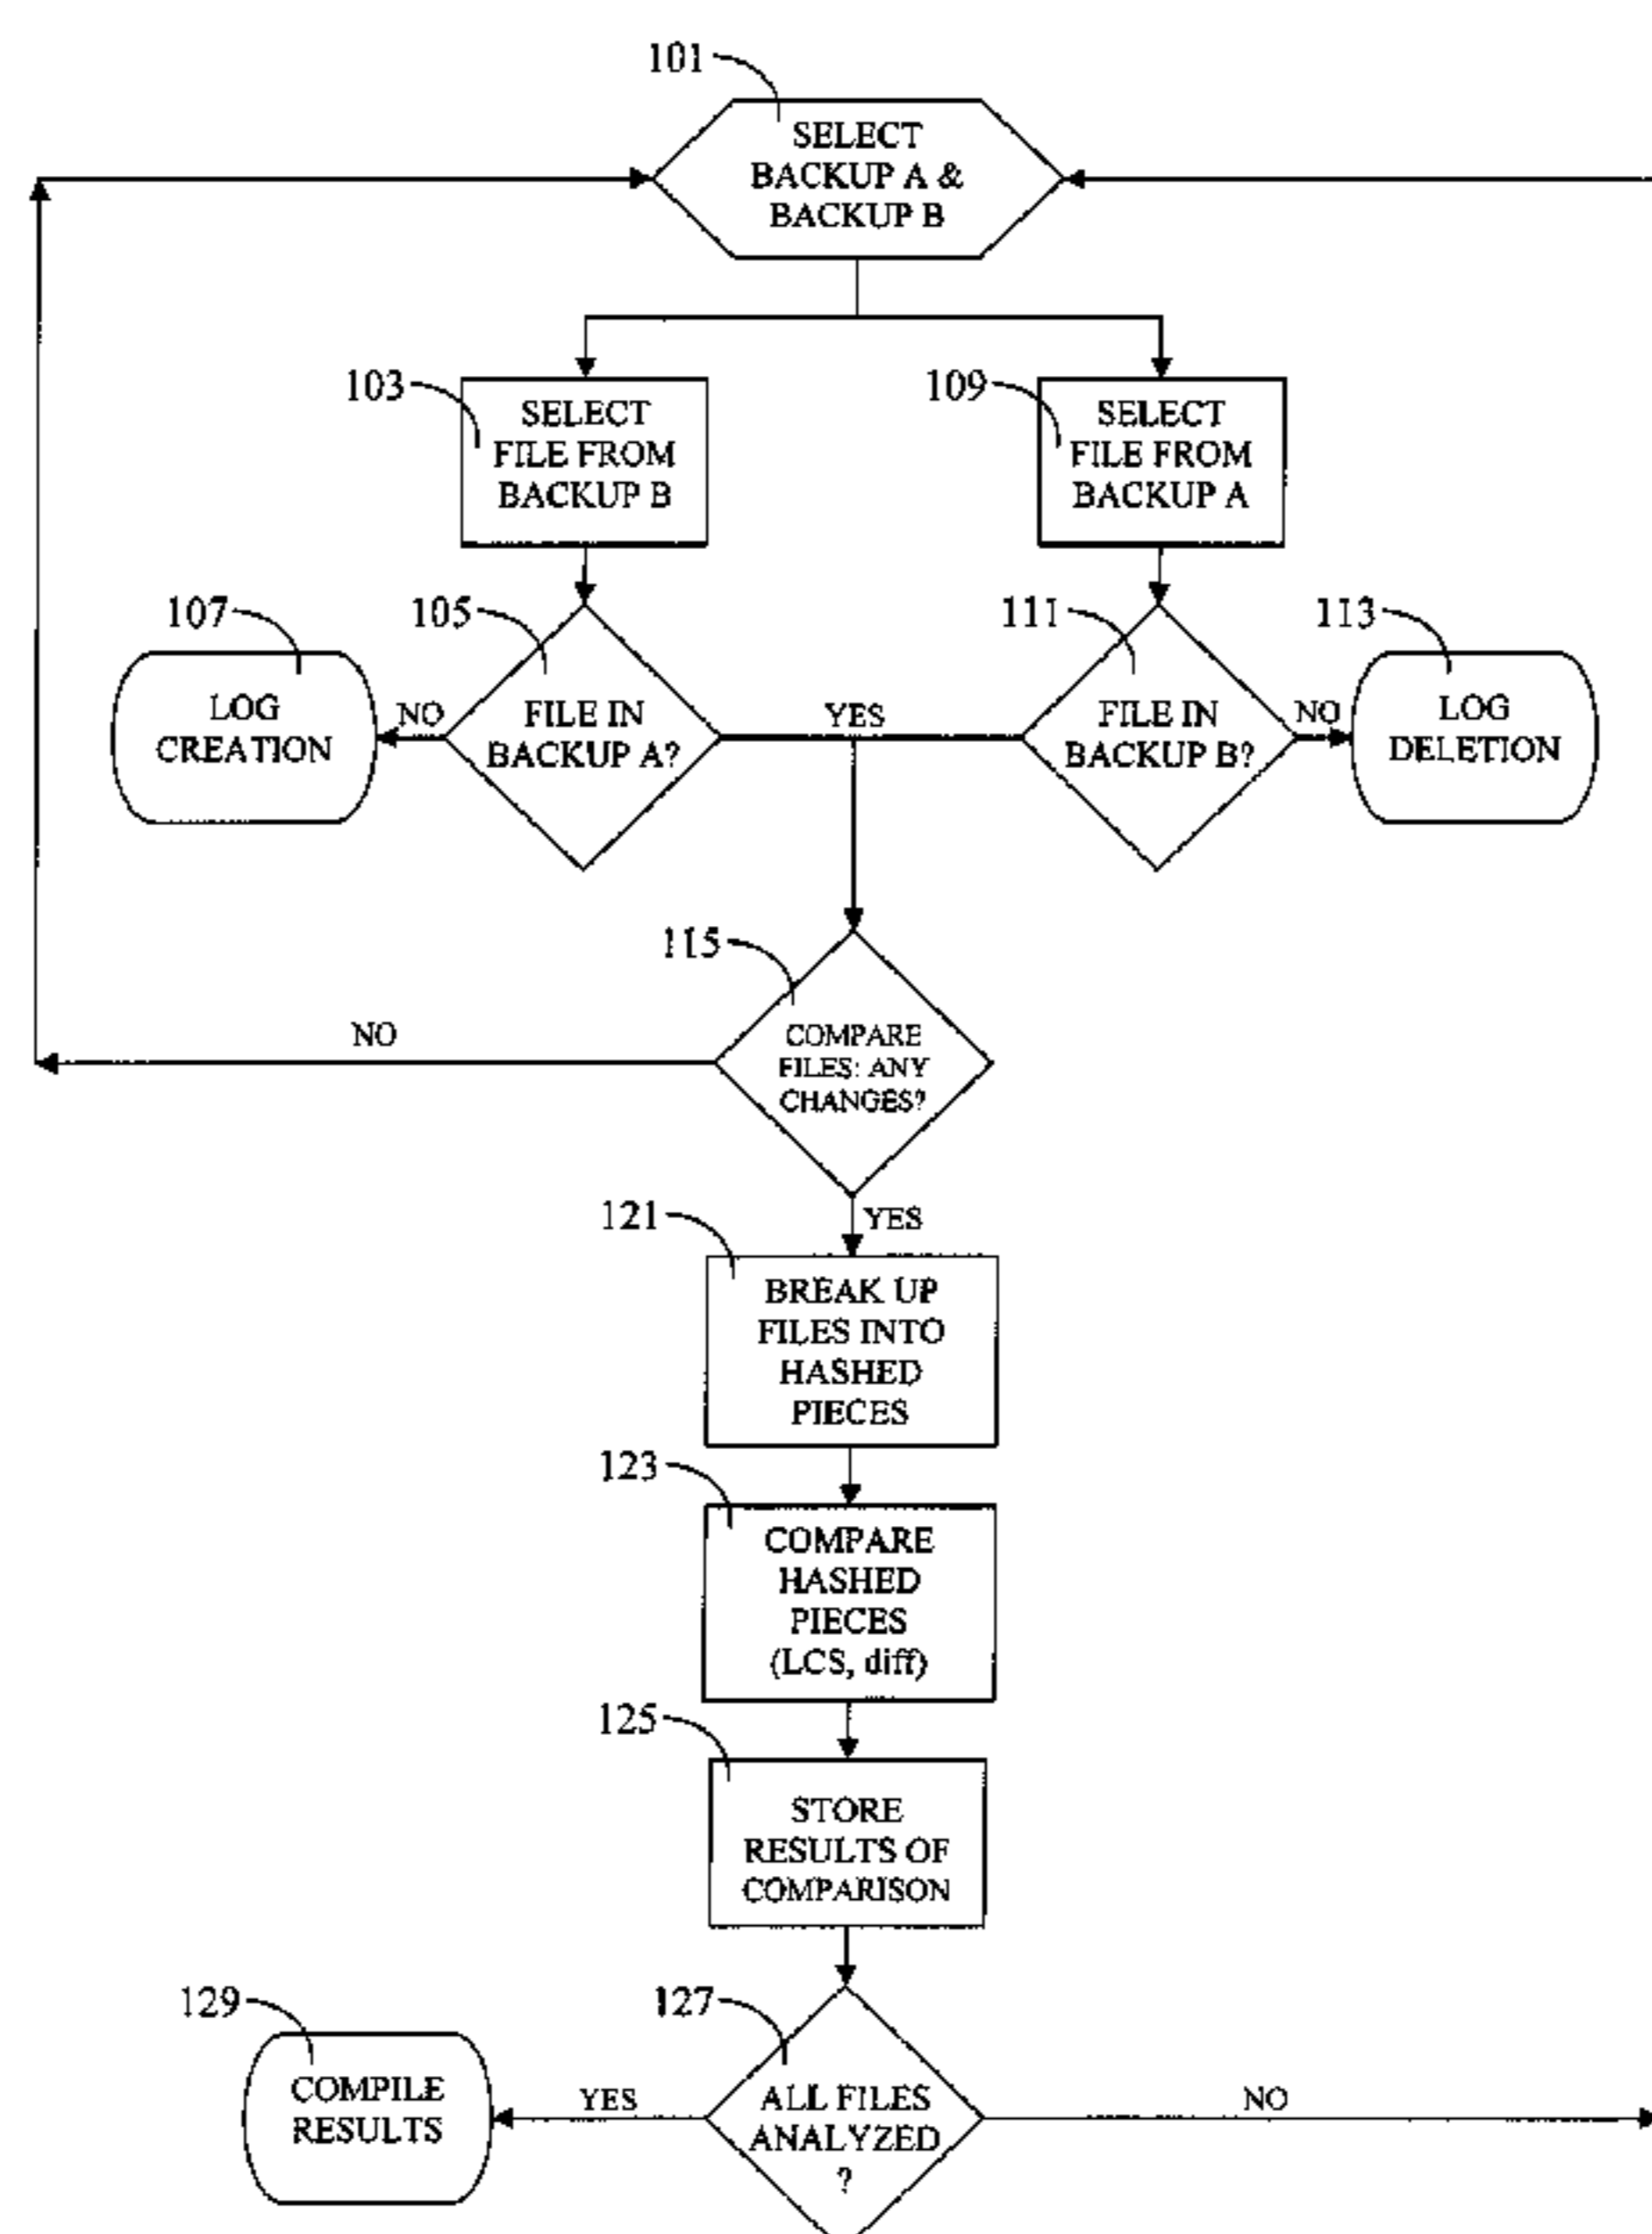 101
SELECT
BACKUP A &
BACKUP B
103
SELECT
FILE FROM
BACKUP B
109
SELECT
FILE FROM
BACKUP A
107
LOG
CREATION
NO
105
FILE IN
BACKUP A?
YES
111
FILE IN
BACKUP B?
NO
113
LOG
DELETION
115
COMPARE
FILES: ANY
CHANGES?
NO
YES
121
BREAK UP
FILES INTO
HASHED
PIECES
123
COMPARE
HASHED
PIECES
(LCS, diff)
125
STORE
RESULTS OF
COMPARISON
129
COMPILE
RESULTS
YES
127
ALL FILES
ANALYZED
?
NO